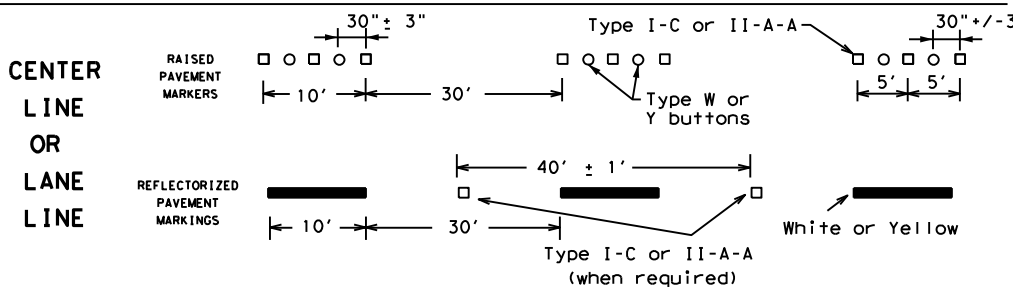 CENTER
LINE
OR
LANE
LINE
RAISED
PAVEMENT
MARKERS
30"± 3"
10'
30'
Type I-C or II-A-A
Type W or
Y buttons
30"+/-3
5'
5'
REFLECTORIZED
PAVEMENT
MARKINGS
10'
30'
40' ± 1'
Type I-C or II-A-A
(when required)
White or Yellow